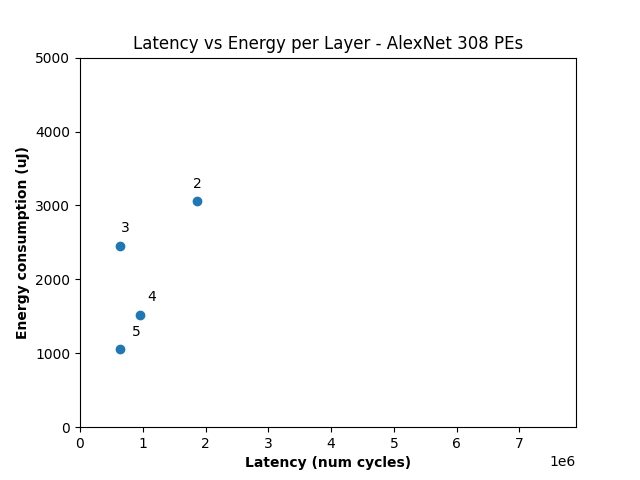 Latency vs Energy per Layer - AlexNet 308 PEs
5000
4000
3000
2000
1000
0
Energy consumption (uJ)
2
3
4
5
0 1 2 3 4 5 6 7
1e6
Latency (num cycles)